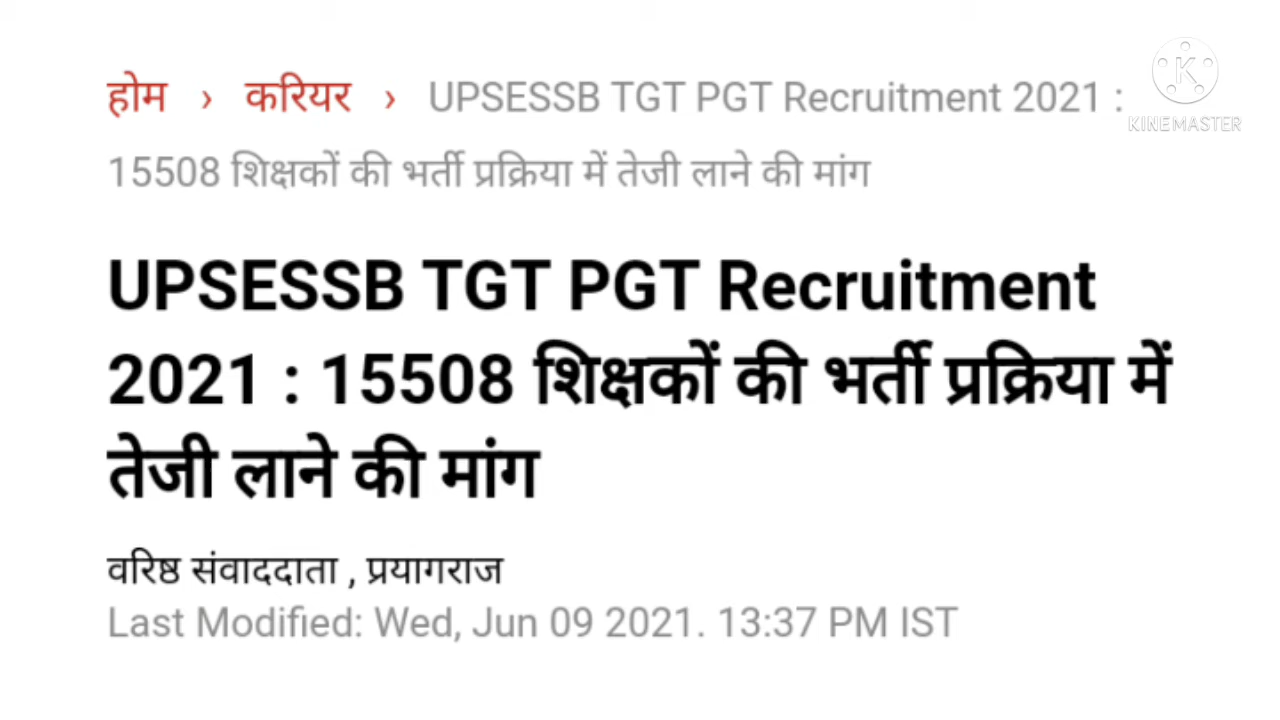 होम › करियर › UPSESSB TGT PGT Recruitment 2021 :
15508 शिक्षकों की भर्ती प्रक्रिया में तेजी लाने की मांग
UPSESSB TGT PGT Recruitment
2021 : 15508 शिक्षकों की भर्ती प्रक्रिया में
तेजी लाने की मांग
वरिष्ठ संवाददाता , प्रयागराज
Last Modified: Wed, Jun 09 2021. 13:37 PM IST
K
KINEMASTER